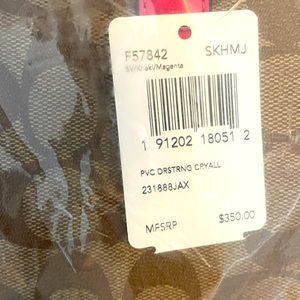 F57842 SKHMJ
SV/Khaki/Magenta
1 91202 18051 2
PVC DRSTRNG CRYALL
231888JAX
MFSRP $350.00